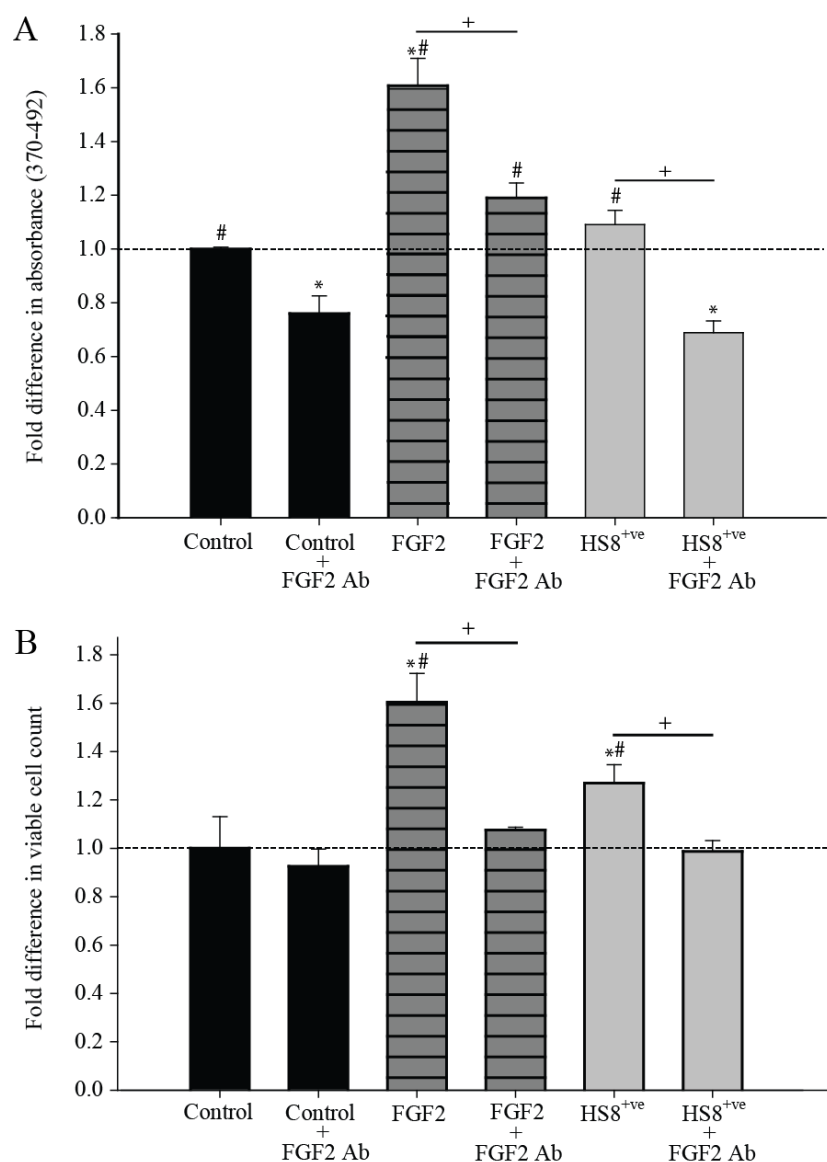 A
Fold difference in absorbance (370-492)
1.8
1.6
1.4
1.2
1.0
0.8
0.6
0.4
0.2
0.0
#
*
*#
+
#
#
+
*
Control
Control
+
FGF2 Ab
FGF2
FGF2
+
FGF2 Ab
HS8+ve
HS8+ve
+
FGF2 Ab
B
Fold difference in viable cell count
1.8
1.6
1.4
1.2
1.0
0.8
0.6
0.4
0.2
0.0
*#
+
*#
+
Control
Control
+
FGF2 Ab
FGF2
FGF2
+
FGF2 Ab
HS8+ve
HS8+ve
+
FGF2 Ab